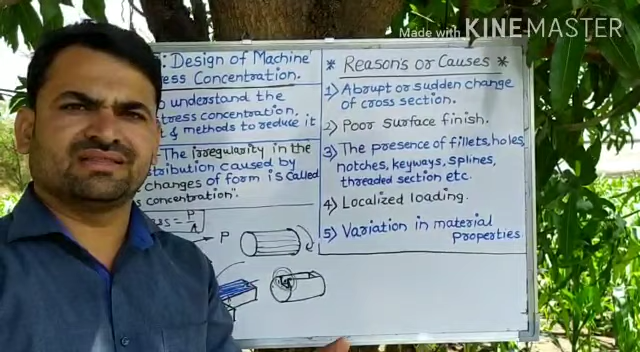 Made with KINEMASTER
: Design of Machine
ess Concentration.
o understand the
stress concentration,
& methods to reduce it
- The irregularity in the
tribution caused by
changes of form is called
s concentration".
= P/A
P
* Reason's or Causes *
1) Abrupt or sudden change
of cross section.
2) Poor surface finish.
3) The presence of fillets, holes,
notches, keyways, splines,
threaded section etc.
4) Localized loading.
5) Variation in material
properties